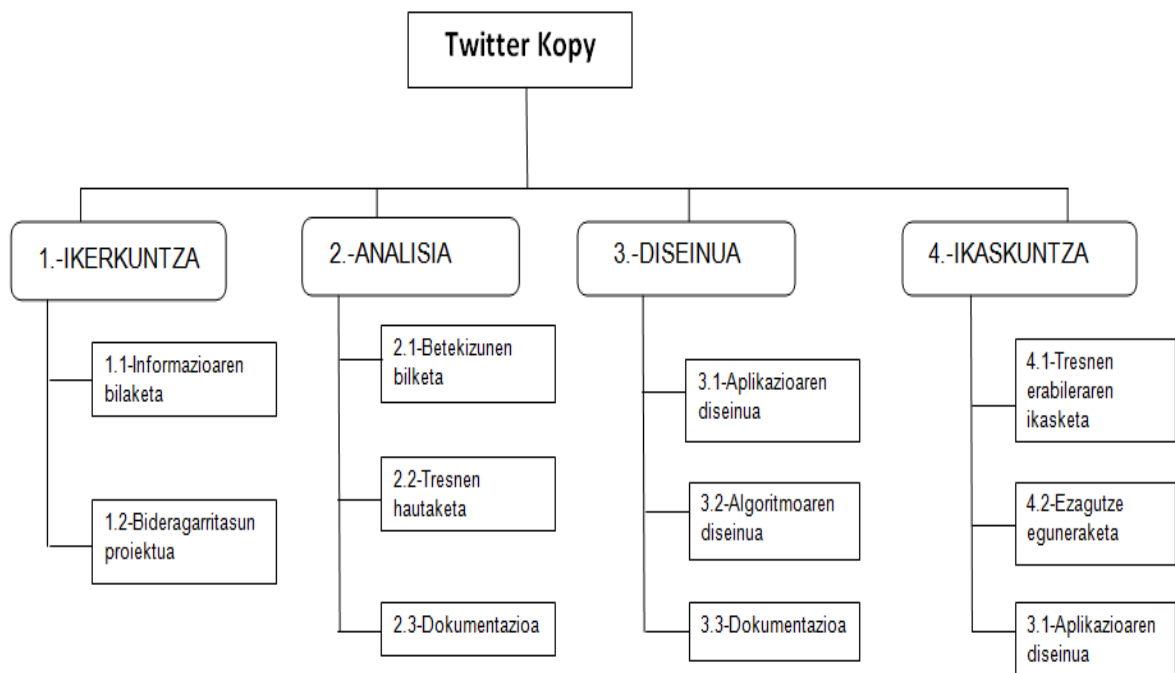 Twitter Kopy
1.-IKERKUNTZA
1.1-Informazioaren
bilaketa
1.2-Bideragarritasun
proiektua
2.-ANALISIA
2.1-Betekizunen
bilketa
2.2-Tresnen
hautaketa
2.3-Dokumentazioa
3.-DISEINUA
3.1-Aplikazioaren
diseinua
3.2-Algoritmoaren
diseinua
3.3-Dokumentazioa
4.-IKASKUNTZA
4.1-Tresnen
erabileraren
ikasketa
4.2-Ezagutze
eguneraketa
3.1-Aplikazioaren
diseinua